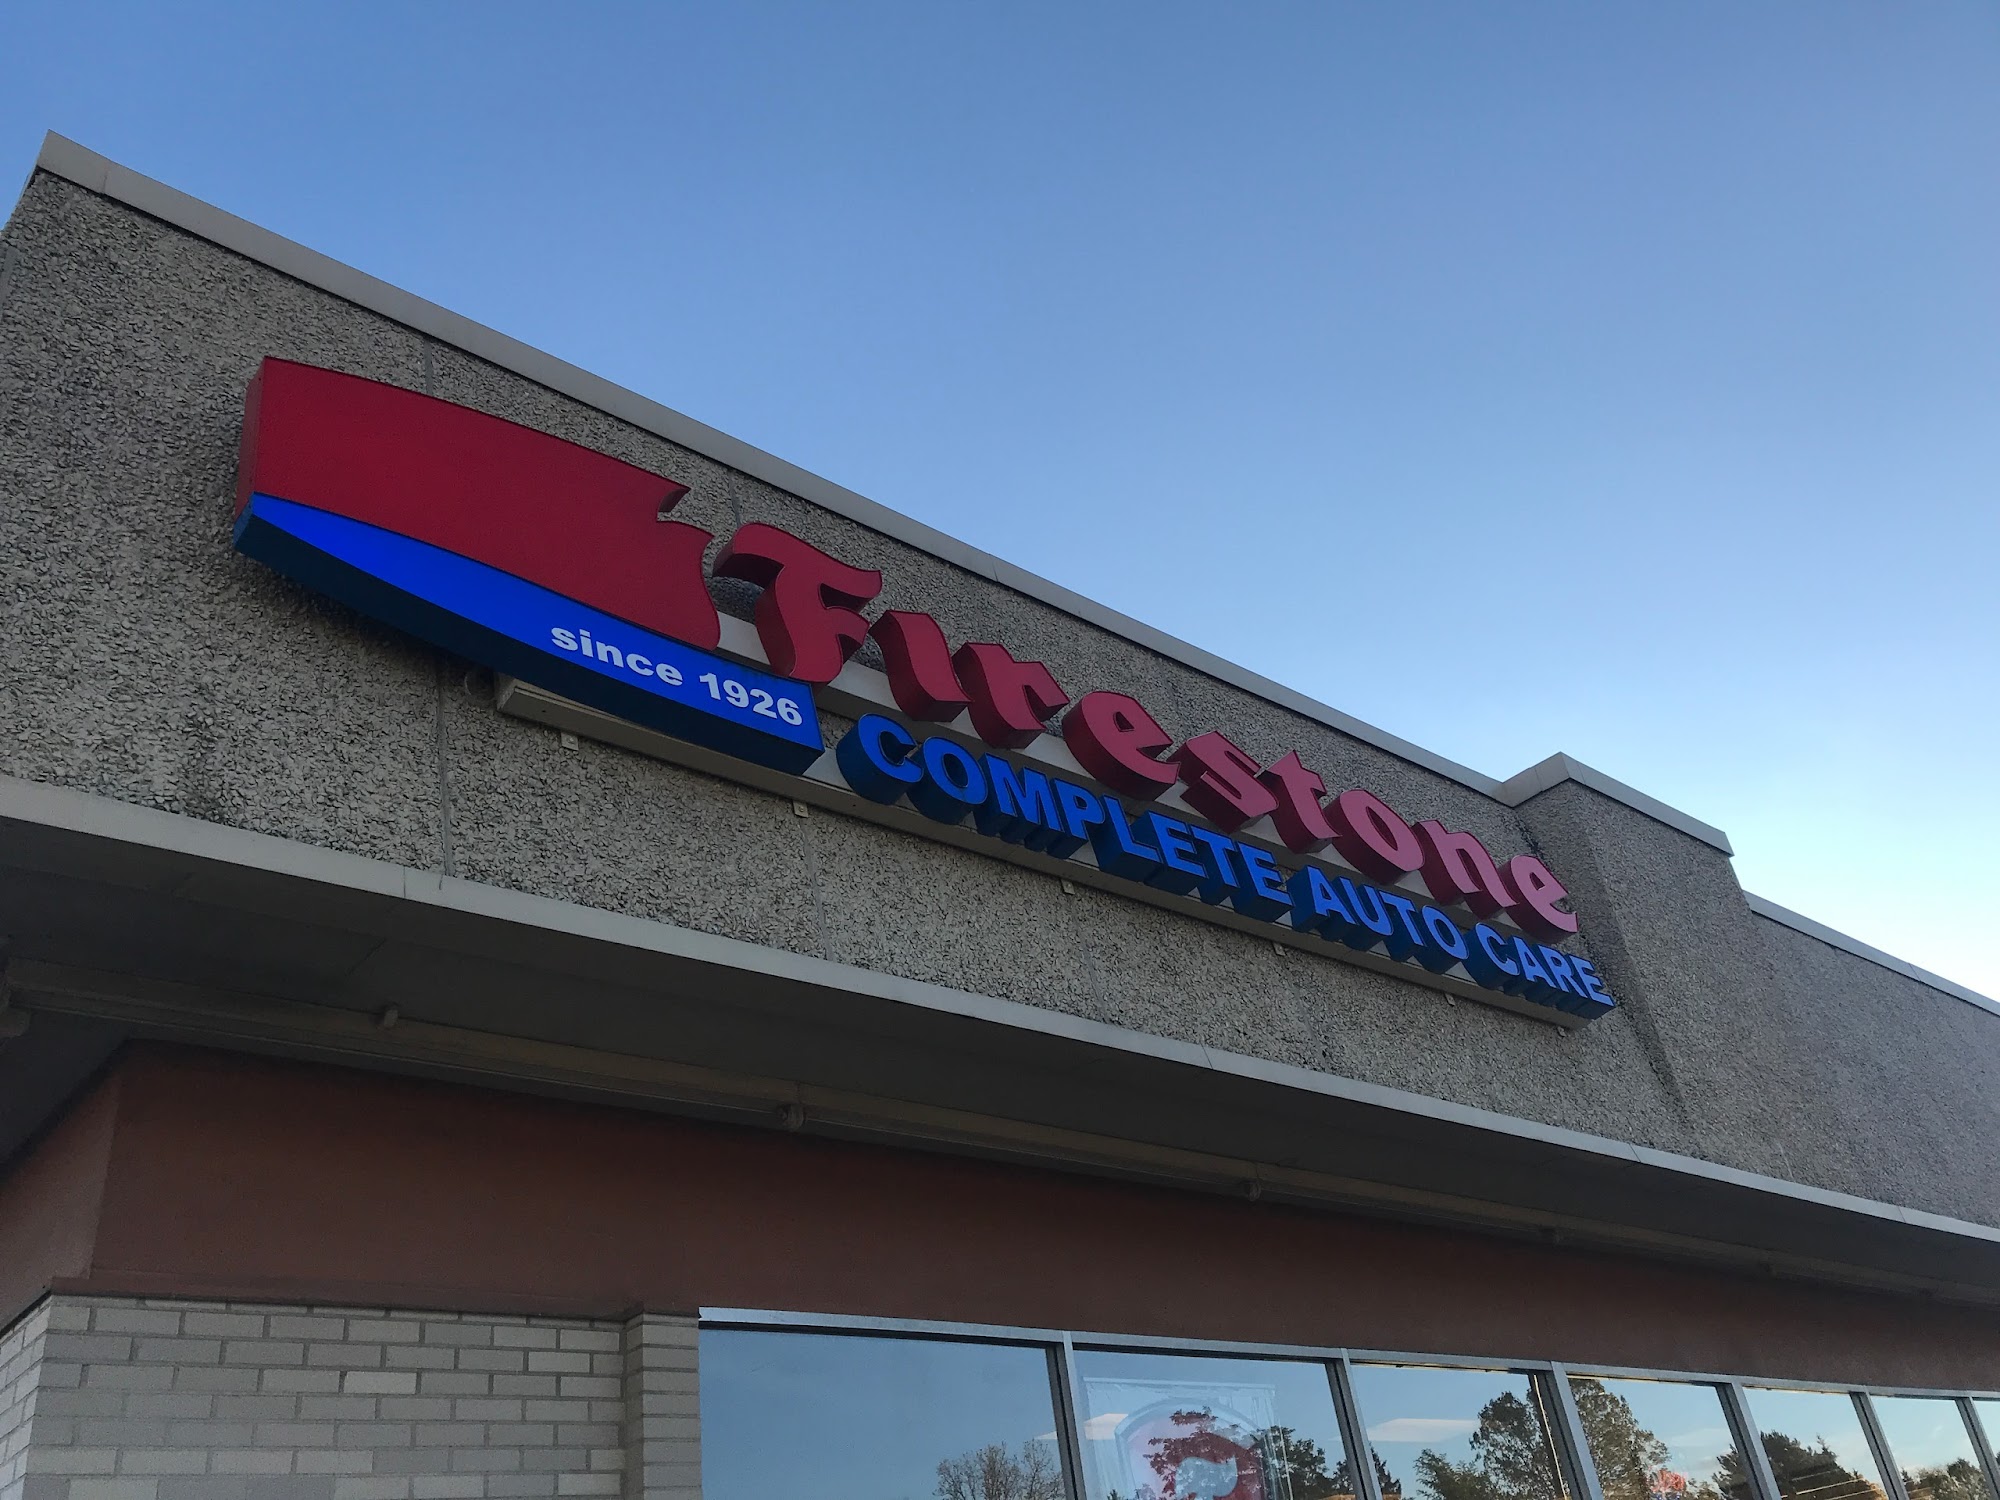 Firestone
since 1926
COMPLETE AUTO CARE